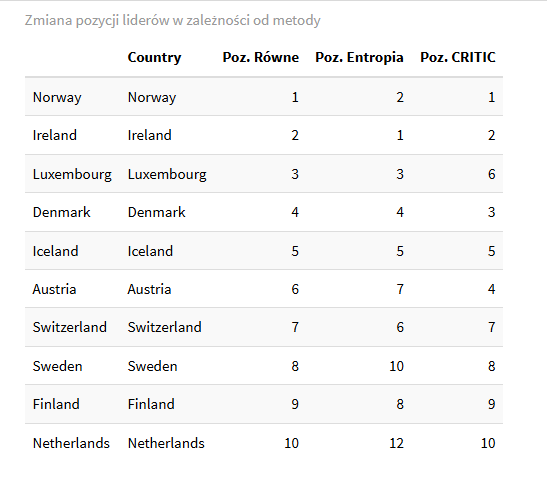 Zmiana pozycji liderów w zależności od metody
Country Poz. Równe Poz. Entropia Poz. CRITIC
Norway Norway 1 2 1
Ireland Ireland 2 1 2
Luxembourg Luxembourg 3 3 6
Denmark Denmark 4 4 3
Iceland Iceland 5 5 5
Austria Austria 6 7 4
Switzerland Switzerland 7 6 7
Sweden Sweden 8 10 8
Finland Finland 9 8 9
Netherlands Netherlands 10 12 10